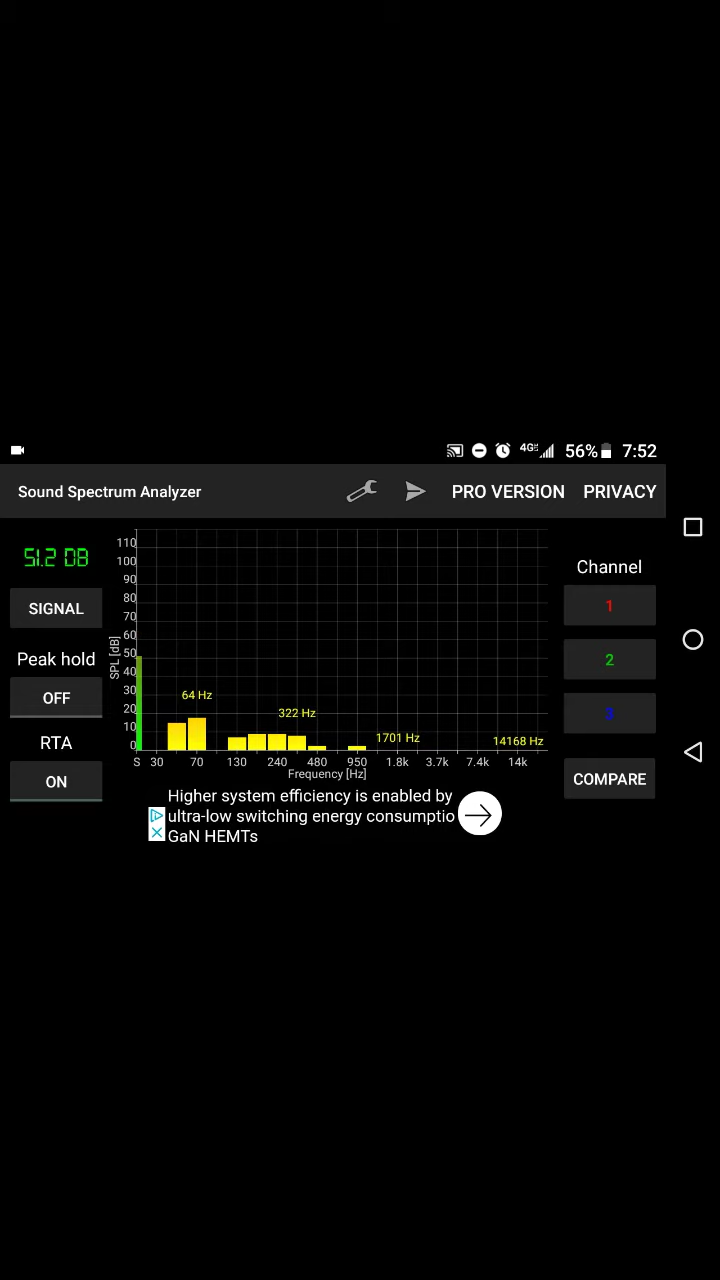 4G 56% 7:52
Sound Spectrum Analyzer PRO VERSION PRIVACY
51.2 DB
SIGNAL
Peak hold
OFF
RTA
ON
SPL [dB]
110
100
90
80
70
60
50
40
30
20
10
0
64 Hz
322 Hz
1701 Hz
14168 Hz
S 30 70 130 240 480 950 1.8k 3.7k 7.4k 14k
Frequency [Hz]
Channel
1
2
3
COMPARE
Higher system efficiency is enabled by
ultra-low switching energy consumptio
GaN HEMTs